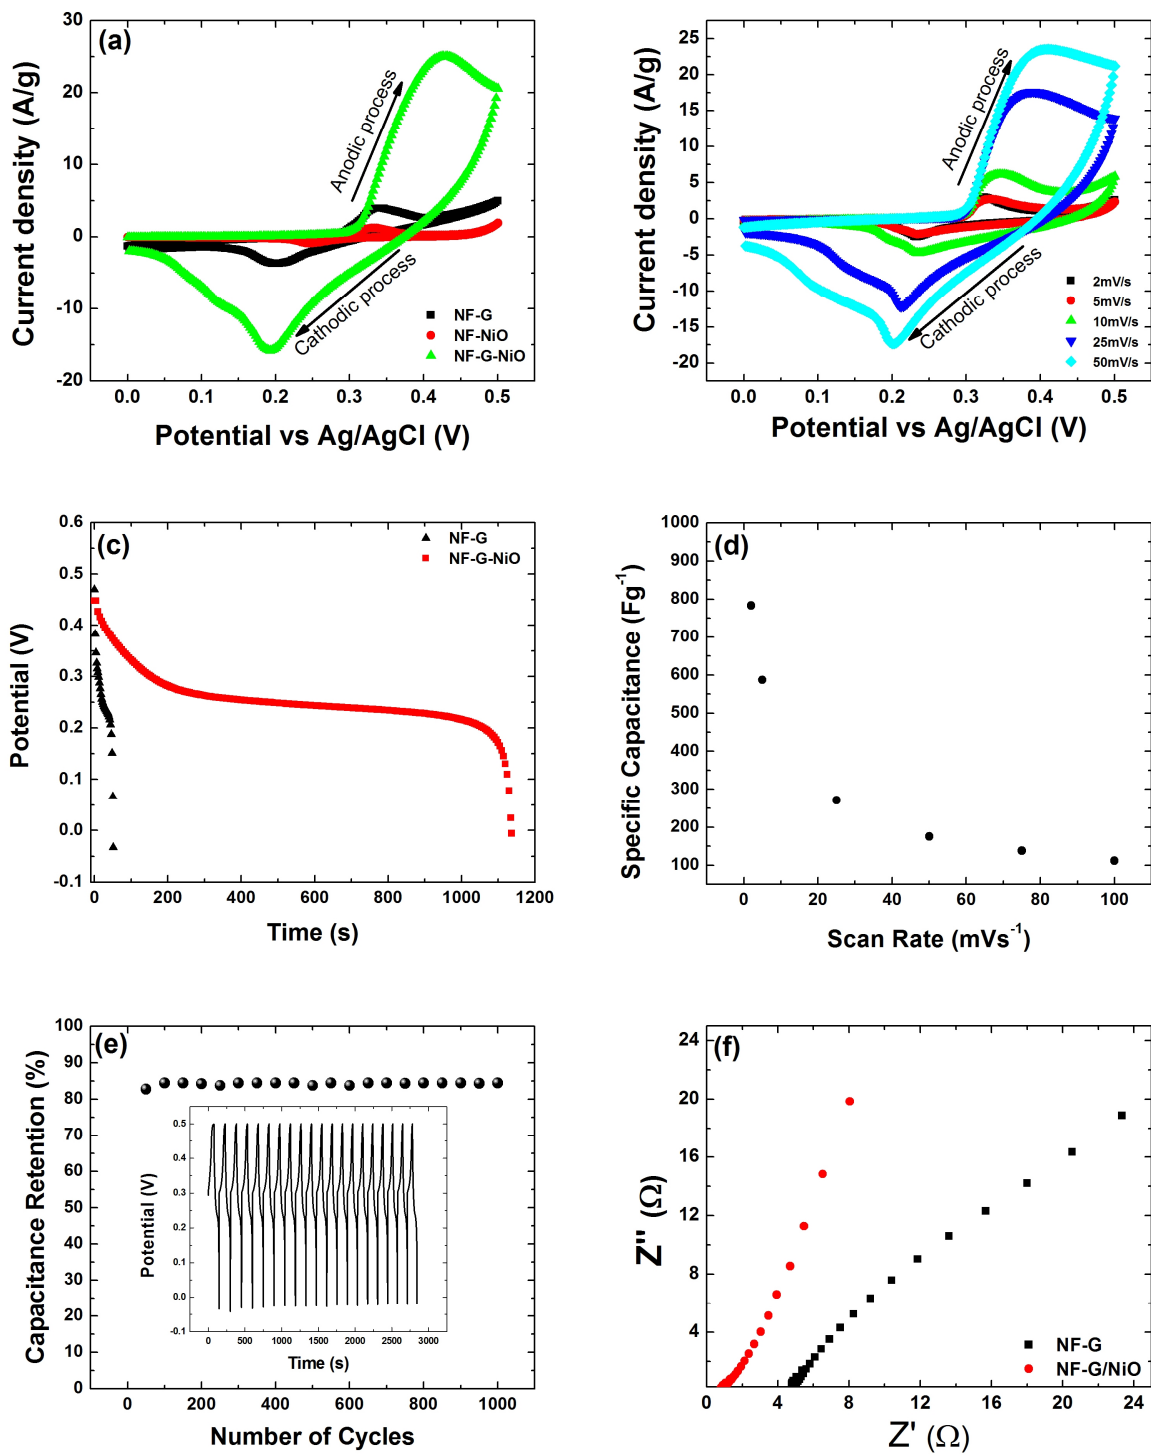 (a)
30
20
10
0
-10
-20
Current density (A/g)
Anodic process
Cathodic process
NF-G
NF-NiO
NF-G-NiO
0.0 0.1 0.2 0.3 0.4 0.5
Potential vs Ag/AgCl (V)
25
20
15
10
5
0
-5
-10
-15
-20
Current density (A/g)
Anodic process
Cathodic process
2mV/s
5mV/s
10mV/s
25mV/s
50mV/s
0.0 0.1 0.2 0.3 0.4 0.5
Potential vs Ag/AgCl (V)
(c)
0.6
0.5
0.4
0.3
0.2
0.1
0.0
-0.1
Potential (V)
NF-G
NF-G-NiO
0 200 400 600 800 1000 1200
Time (s)
(d)
1000
900
800
700
600
500
400
300
200
100
Specific Capacitance (Fg⁻¹)
0 20 40 60 80 100
Scan Rate (mVs⁻¹)
(e)
100
90
80
70
60
50
40
30
20
10
0
Capacitance Retention (%)
0.5
0.4
0.3
0.2
0.1
0.0
-0.1
Potential (V)
0 500 1000 1500 2000 2500 3000
Time (s)
0 200 400 600 800 1000
Number of Cycles
(f)
24
20
16
12
8
4
Z'' (Ω)
NF-G
NF-G/NiO
0 4 8 12 16 20 24
Z' (Ω)